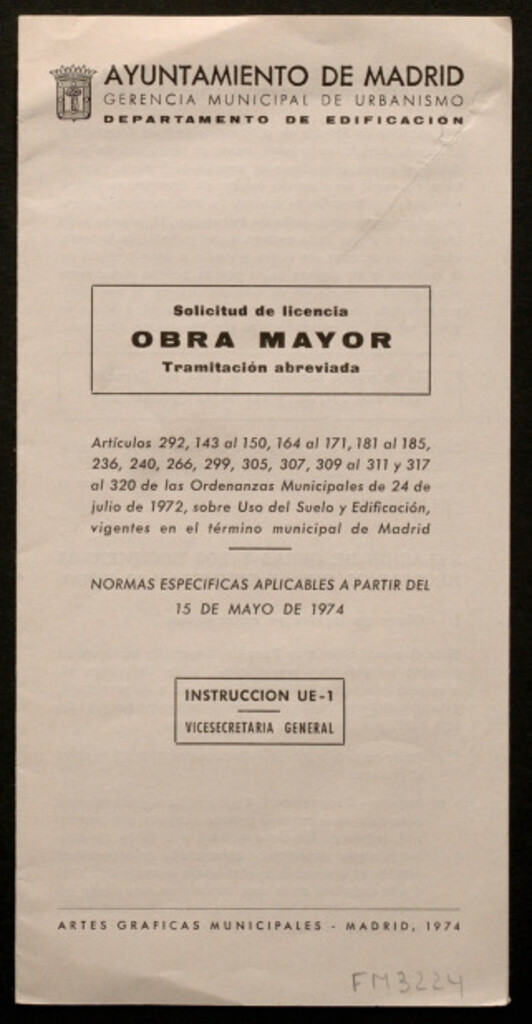 AYUNTAMIENTO DE MADRID
GERENCIA MUNICIPAL DE URBANISMO
DEPARTAMENTO DE EDIFICACION
Solicitud de licencia
OBRA MAYOR
Tramitación abreviada
Artículos 292, 143 al 150, 164 al 171, 181 al 185,
236, 240, 266, 299, 305, 307, 309 al 311 y 317
al 320 de las Ordenanzas Municipales de 24 de
julio de 1972, sobre Uso del Suelo y Edificación,
vigentes en el término municipal de Madrid
NORMAS ESPECIFICAS APLICABLES A PARTIR DEL
15 DE MAYO DE 1974
INSTRUCCION UE-1
VICESECRETARIA GENERAL
ARTES GRAFICAS MUNICIPALES - MADRID, 1974
FM3224